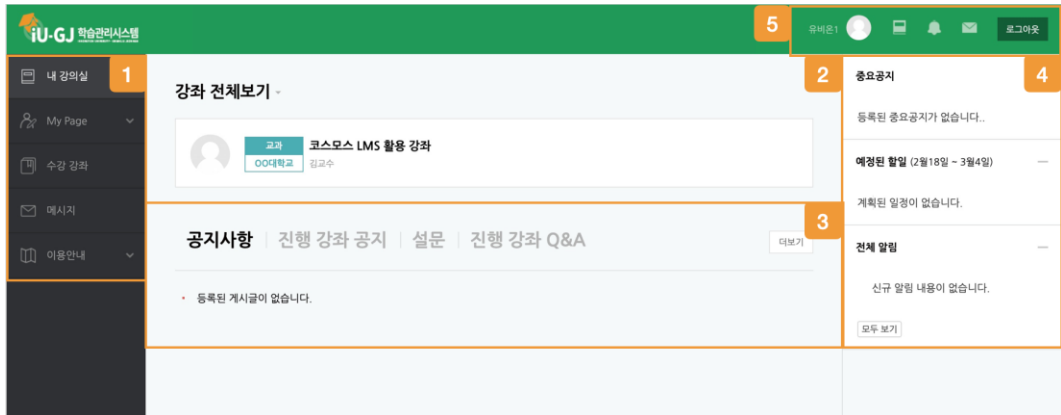 iU-GJ 학습관리시스템
5
유비온1
로그아웃
내 강의실
1
My Page
수강 강좌
메시지
이용안내
강좌 전체보기
2
교과
코스모스 LMS 활용 강좌
OO대학교
김교수
3
공지사항 진행 강좌 공지 설문 진행 강좌 Q&A
더보기
등록된 게시글이 없습니다.
중요공지
4
등록된 중요공지가 없습니다..
예정된 할일 (2월18일 ~ 3월4일)
계획된 일정이 없습니다.
전체 알림
신규 알림 내용이 없습니다.
모두 보기